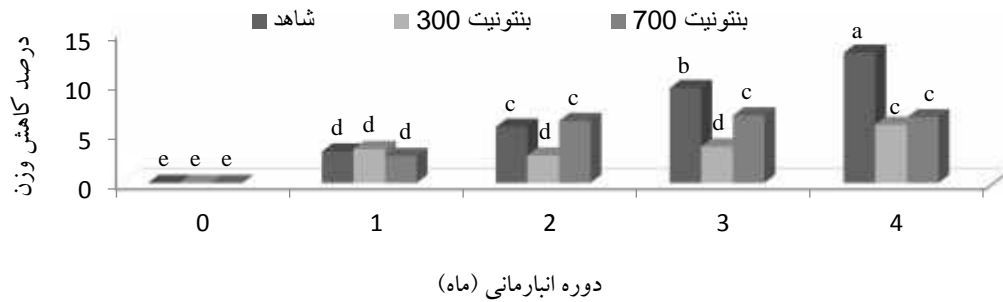 شاهد بنتونیت 300 بنتونیت 700
درصد کاهش وزن
15
10
5
0
e e e
d d d
c d c
b d c
a c c
0 1 2 3 4
دوره انبارمانی (ماه)